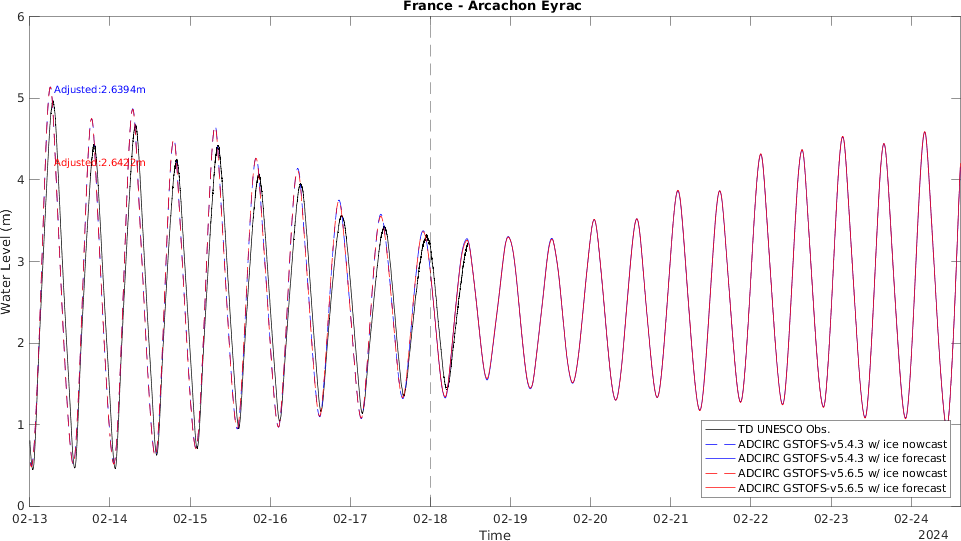 France - Arcachon Eyrac
6
5
4
3
2
1
0
Water Level (m)
Adjusted:2.6394m
Adjusted:2.6422m
02-13
02-14
02-15
02-16
02-17
02-18
02-19
02-20
02-21
02-22
02-23
02-24
Time
2024
TD UNESCO Obs.
ADCIRC GSTOFS-v5.4.3 w/ ice nowcast
ADCIRC GSTOFS-v5.4.3 w/ ice forecast
ADCIRC GSTOFS-v5.6.5 w/ ice nowcast
ADCIRC GSTOFS-v5.6.5 w/ ice forecast